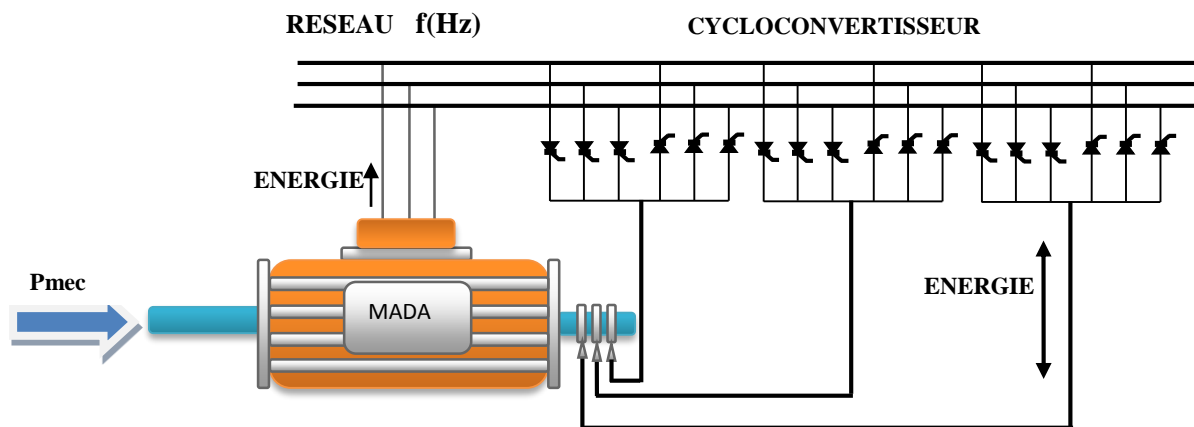 RESEAU f(Hz)
CYCLOCONVERTISSEUR
ENERGIE
Pmec
MADA
ENERGIE